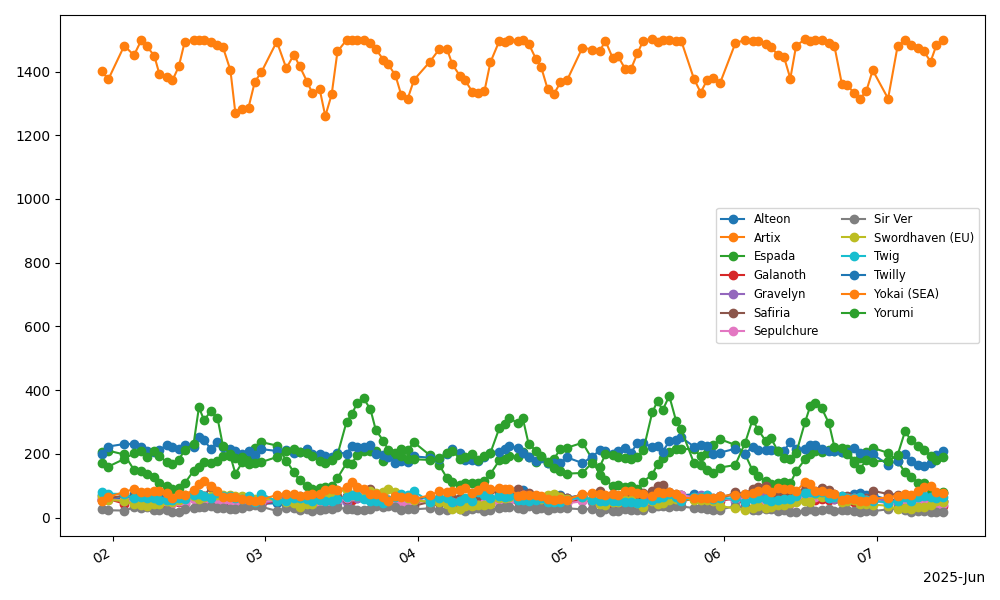 1400
1200
1000
800
600
400
200
0
Alteon
Artix
Espada
Galanoth
Gravelyn
Safiria
Sepulchure
Sir Ver
Swordhaven (EU)
Twig
Twilly
Yokai (SEA)
Yorumi
02
03
04
05
06
07
2025-Jun